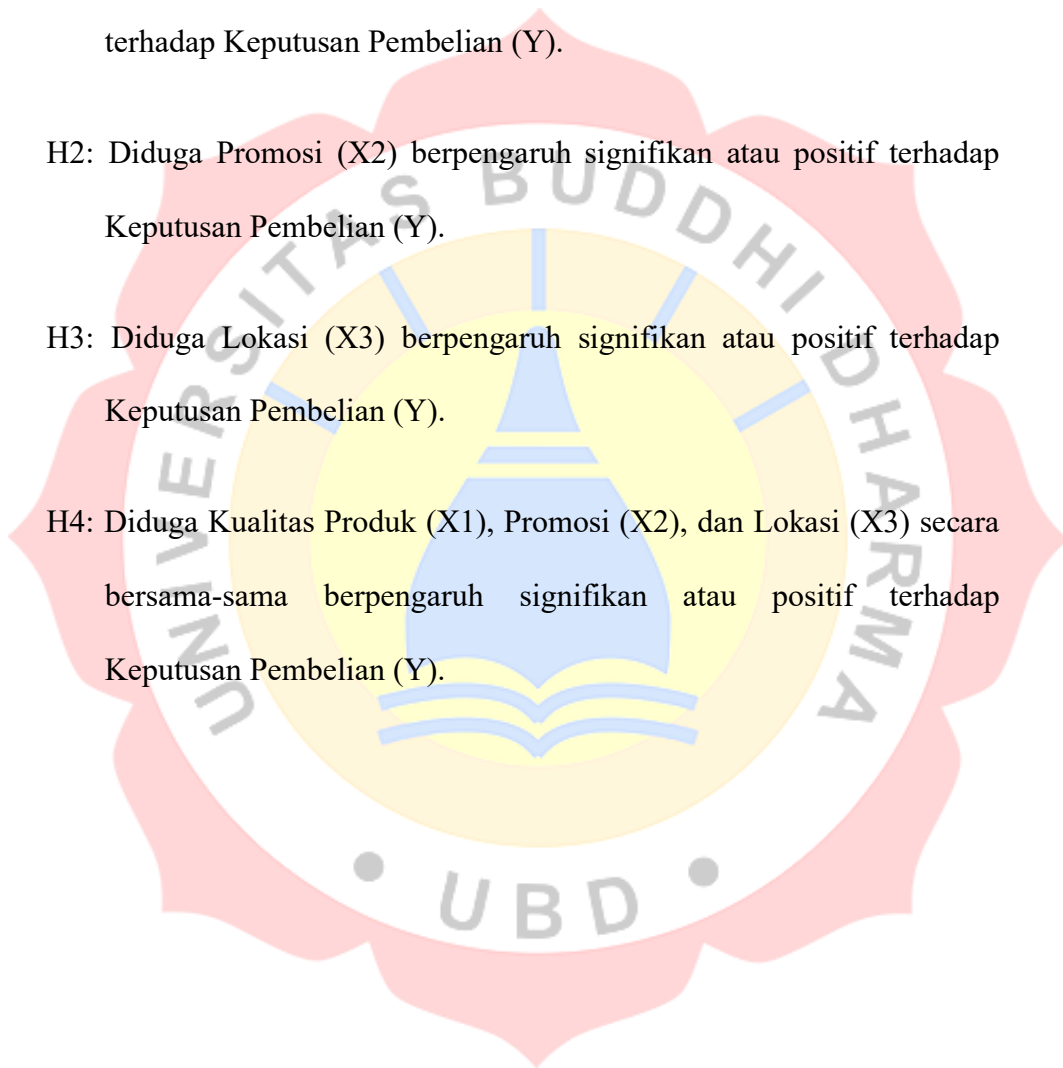 terhadap Keputusan Pembelian (Y).
H2: Diduga Promosi (X2) berpengaruh signifikan atau positif terhadap
Keputusan Pembelian (Y).
H3: Diduga Lokasi (X3) berpengaruh signifikan atau positif terhadap
Keputusan Pembelian (Y).
H4: Diduga Kualitas Produk (X1), Promosi (X2), dan Lokasi (X3) secara
bersama-sama berpengaruh signifikan atau positif terhadap
Keputusan Pembelian (Y).
UNIVERSITAS BUDDHI DHARMA
• UBD •